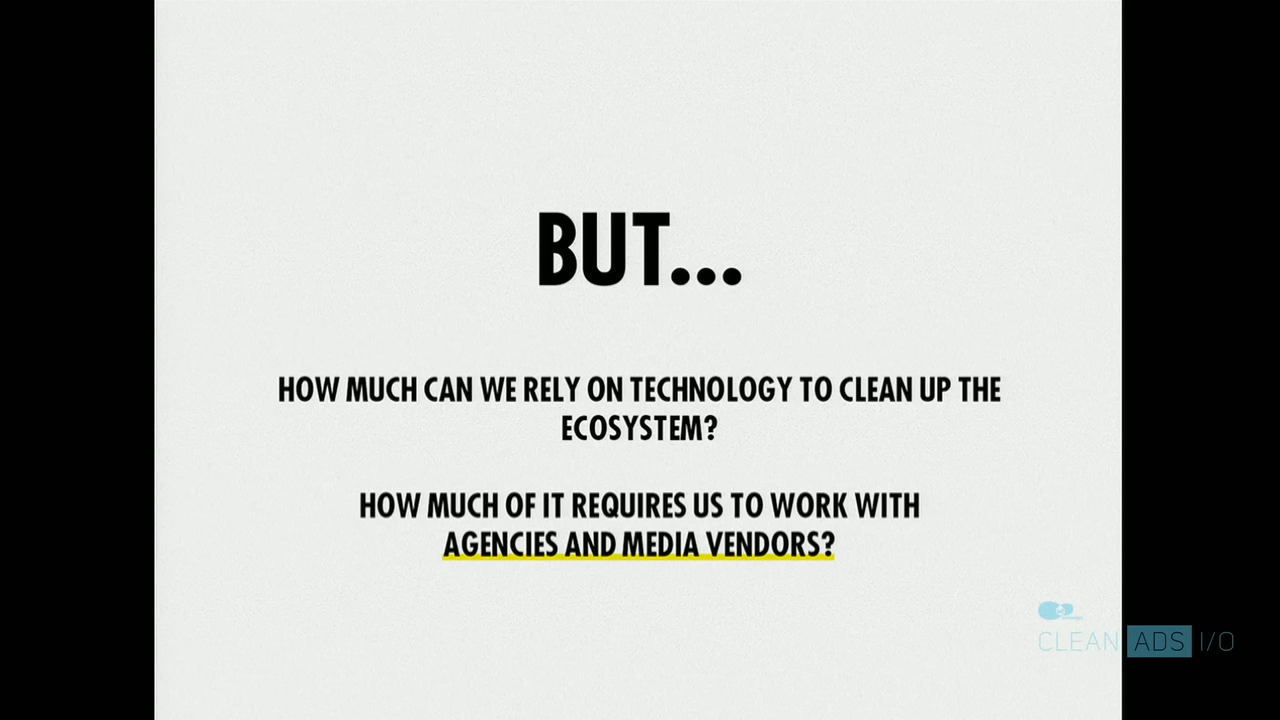 BUT...
HOW MUCH CAN WE RELY ON TECHNOLOGY TO CLEAN UP THE
ECOSYSTEM?
HOW MUCH OF IT REQUIRES US TO WORK WITH
AGENCIES AND MEDIA VENDORS?
CLEAN ADS I/O